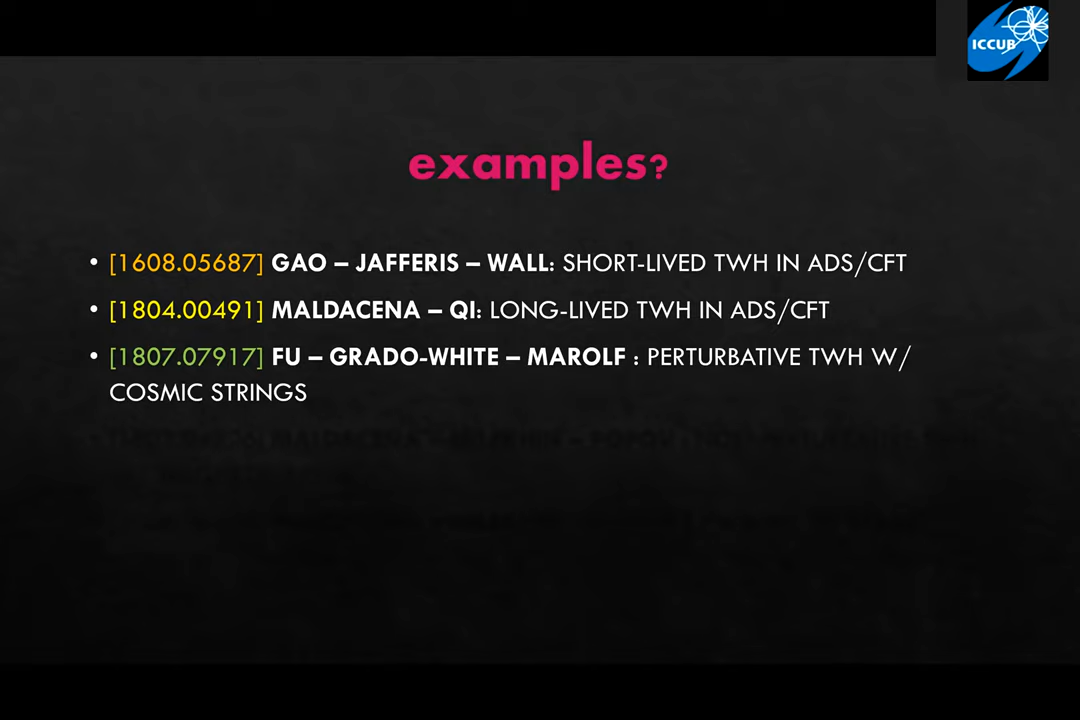 ICCUB
examples?
• [1608.05687] GAO – JAFFERIS – WALL: SHORT-LIVED TWH IN ADS/CFT
• [1804.00491] MALDACENA – QI: LONG-LIVED TWH IN ADS/CFT
• [1807.07917] FU – GRADO-WHITE – MAROLF : PERTURBATIVE TWH W/
COSMIC STRINGS
MALDACENA